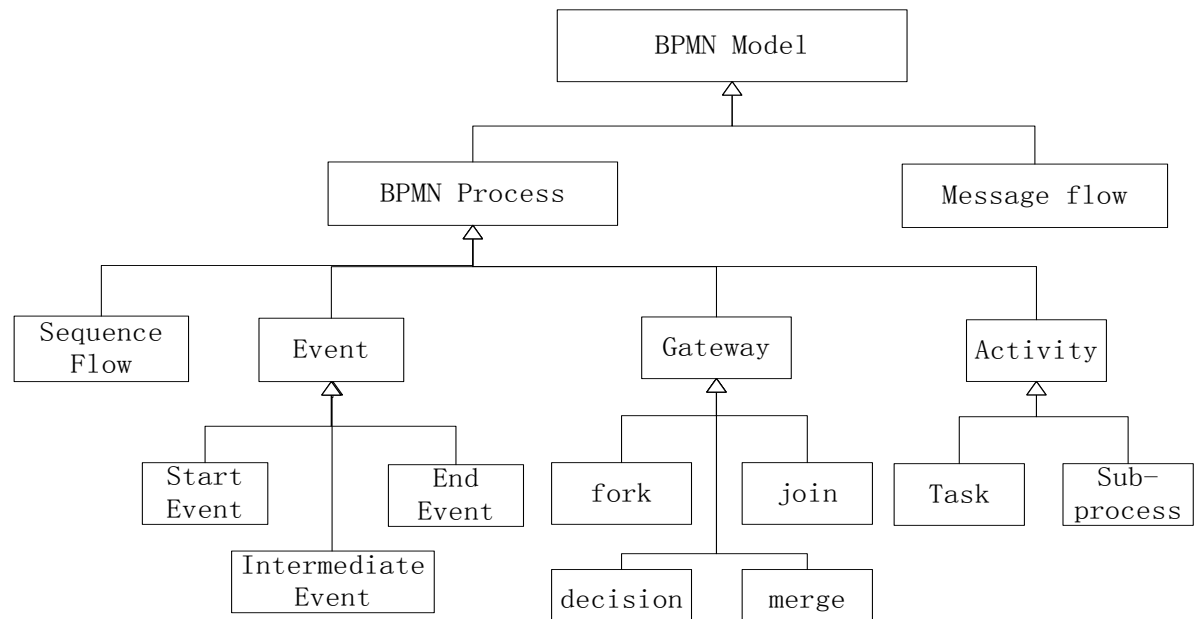 BPMN Model
BPMN Process
Message flow
Sequence
Flow
Event
Gateway
Activity
Start
Event
End
Event
fork
join
Task
Sub-
process
Intermediate
Event
decision
merge